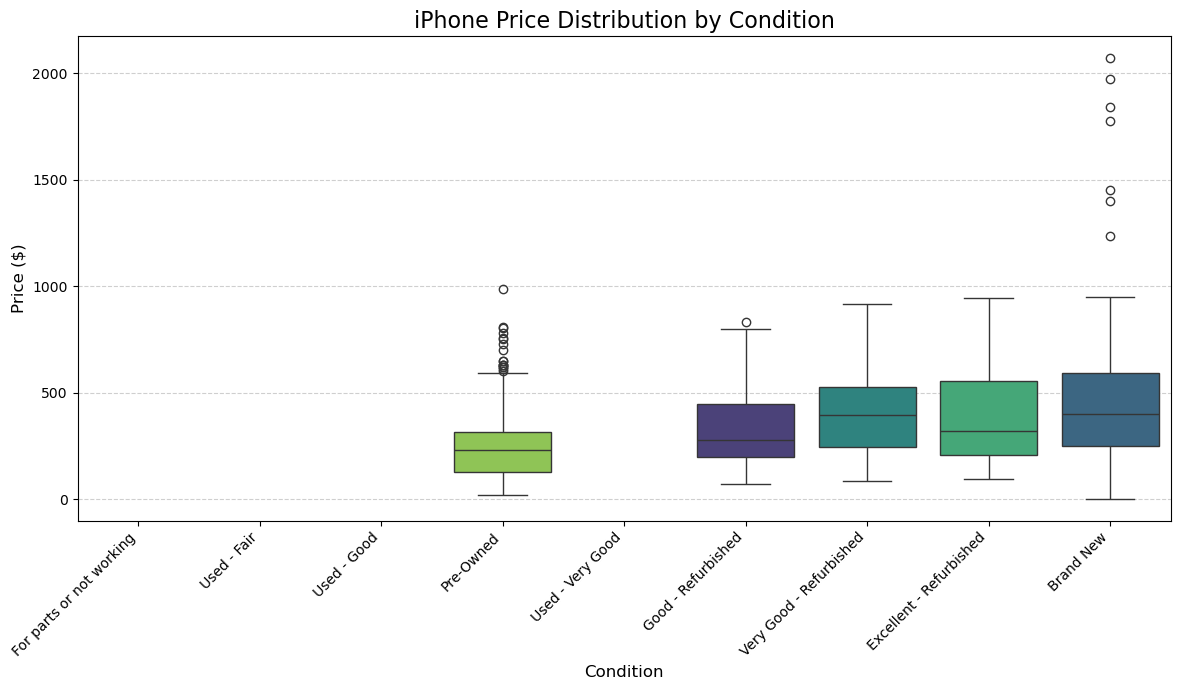 iPhone Price Distribution by Condition
Price ($)
2000
1500
1000
500
0
For parts or not working
Used - Fair
Used - Good
Pre-Owned
Used - Very Good
Good - Refurbished
Very Good - Refurbished
Excellent - Refurbished
Brand New
Condition